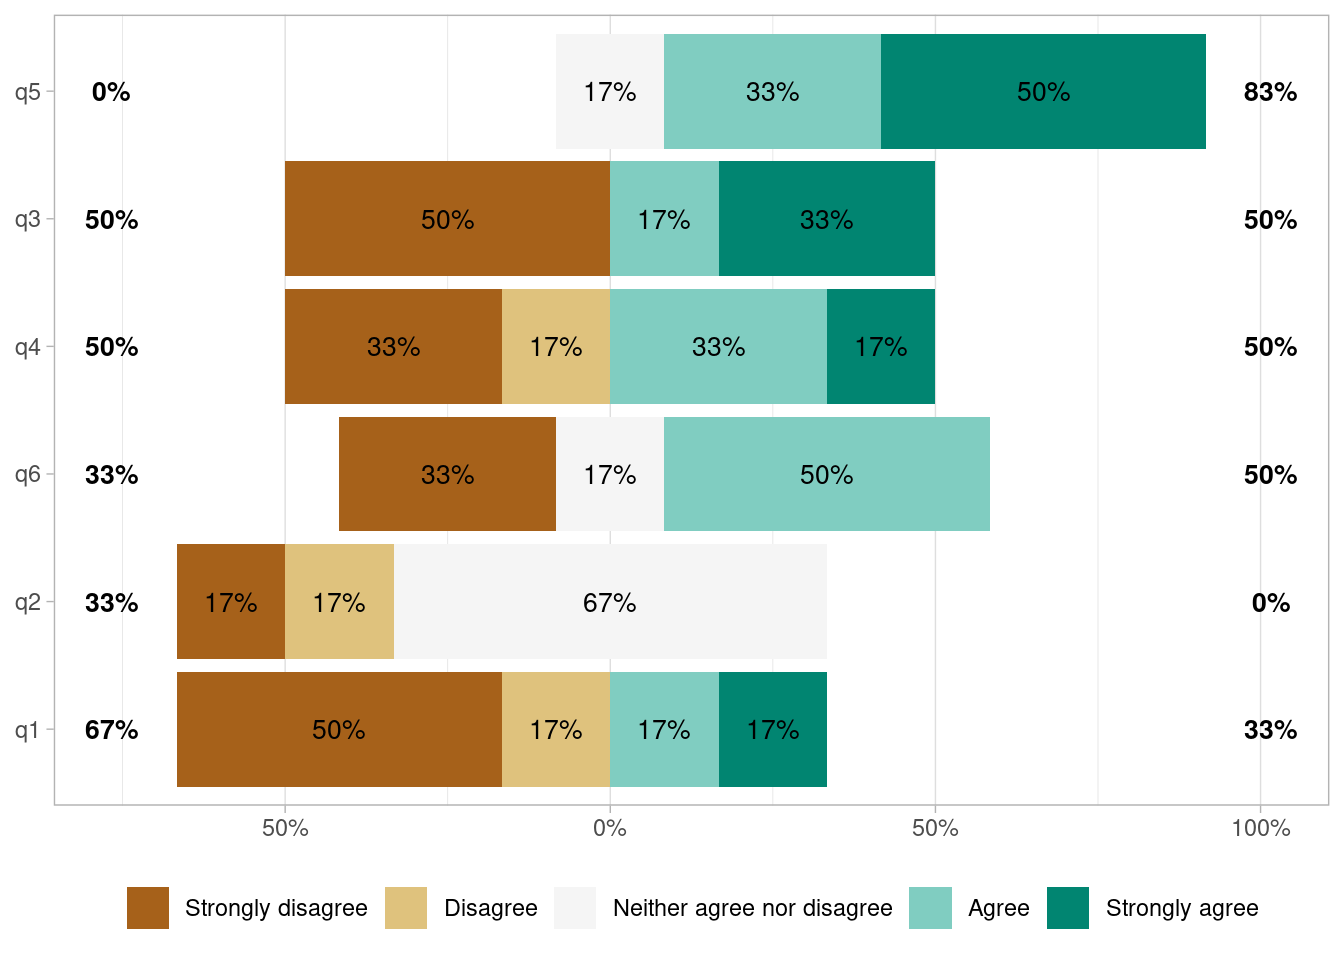 q5 0% 17% 33% 50% 83%
q3 50% 50% 17% 33% 50%
q4 50% 33% 17% 33% 17% 50%
q6 33% 33% 17% 50% 50%
q2 33% 17% 17% 67% 0%
q1 67% 50% 17% 17% 17% 33%
50% 0% 50% 100%
Strongly disagree Disagree Neither agree nor disagree Agree Strongly agree